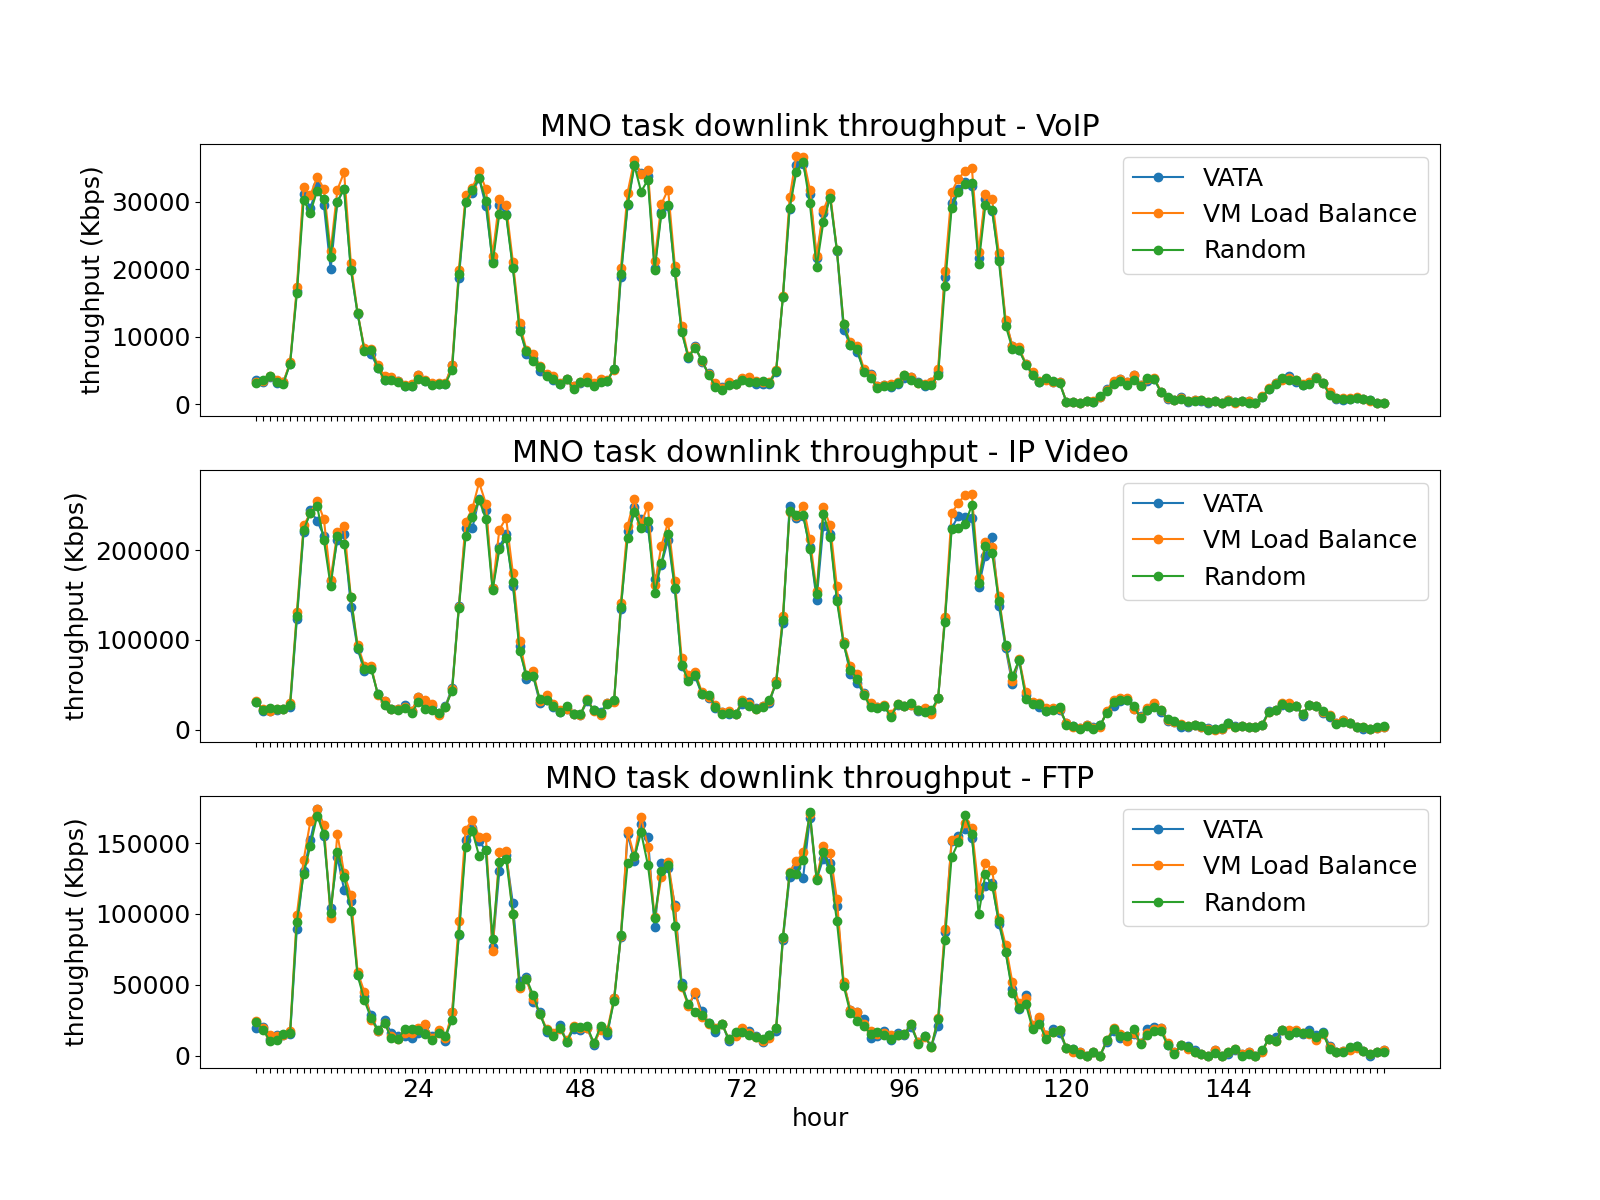 MNO task downlink throughput - VoIP
throughput (Kbps)
30000
20000
10000
0
VATA
VM Load Balance
Random
MNO task downlink throughput - IP Video
throughput (Kbps)
200000
100000
0
VATA
VM Load Balance
Random
MNO task downlink throughput - FTP
throughput (Kbps)
150000
100000
50000
0
VATA
VM Load Balance
Random
24 48 72 96 120 144
hour